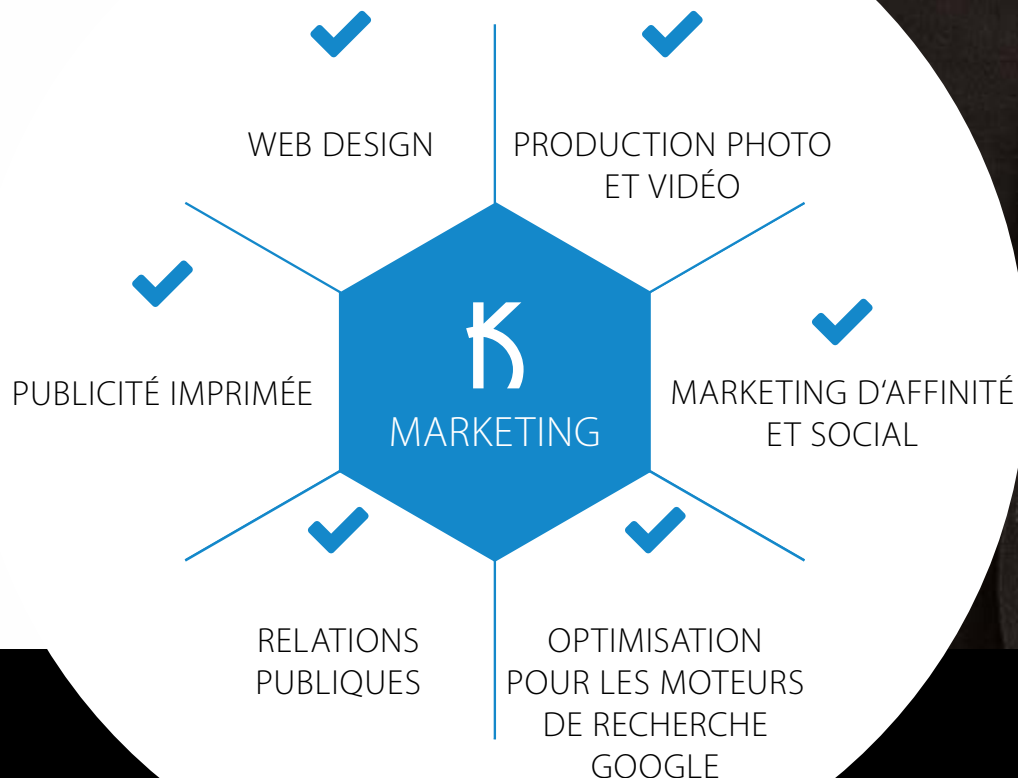 WEB DESIGN
PRODUCTION PHOTO
ET VIDÉO
PUBLICITÉ IMPRIMÉE
K
MARKETING
MARKETING D‘AFFINITÉ
ET SOCIAL
RELATIONS
PUBLIQUES
OPTIMISATION
POUR LES MOTEURS
DE RECHERCHE
GOOGLE